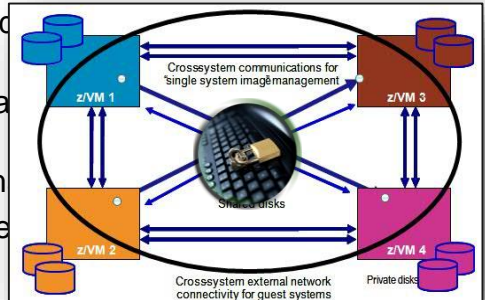 Crosssystem communications for
"single system image management
z/VM 1
z/VM 3
Shared disks
z/VM 2
z/VM 4
Crosssystem external network
connectivity for guest systems
Private disks